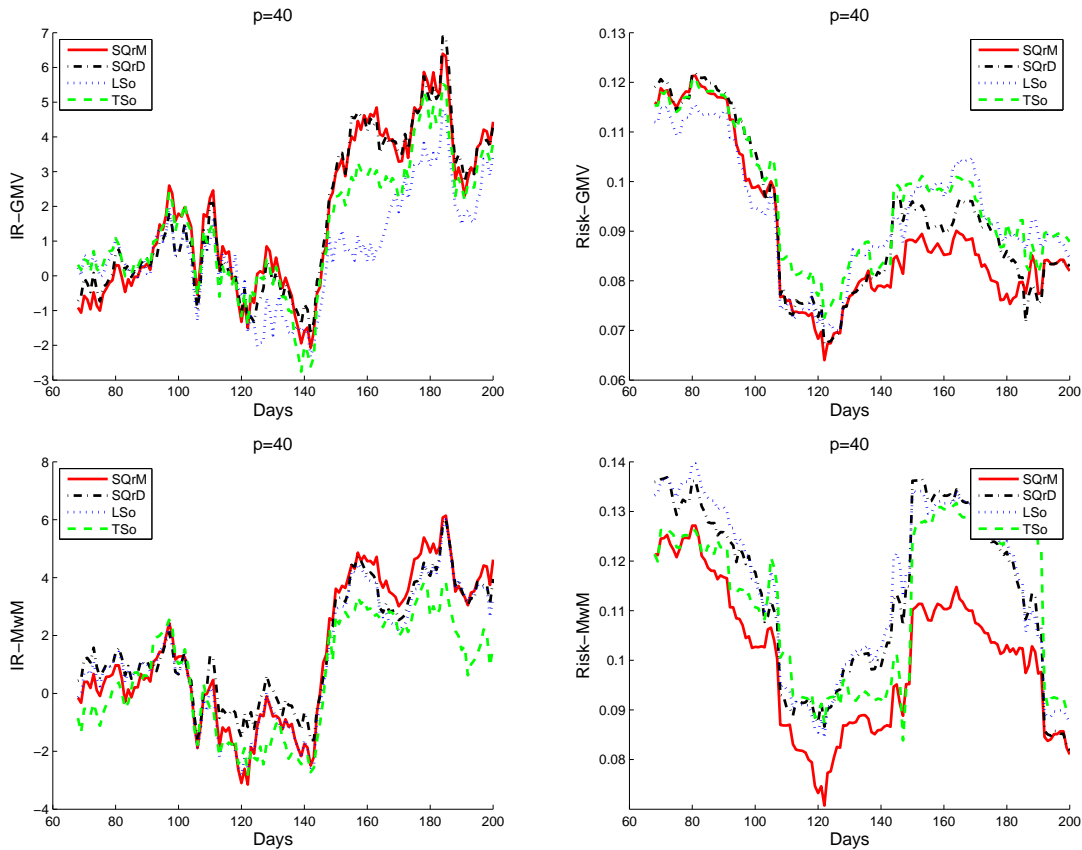 p=40
7
6
5
4
3
2
1
0
−1
−2
−3
IR−GMV
SQrM
SQrD
LSo
TSo
60 80 100 120 140 160 180 200
Days
p=40
0.13
0.12
0.11
0.1
0.09
0.08
0.07
0.06
Risk−GMV
SQrM
SQrD
LSo
TSo
60 80 100 120 140 160 180 200
Days
p=40
8
6
4
2
0
−2
−4
IR−MwM
SQrM
SQrD
LSo
TSo
60 80 100 120 140 160 180 200
Days
p=40
0.14
0.13
0.12
0.11
0.1
0.09
0.08
Risk−MwM
SQrM
SQrD
LSo
TSo
60 80 100 120 140 160 180 200
Days